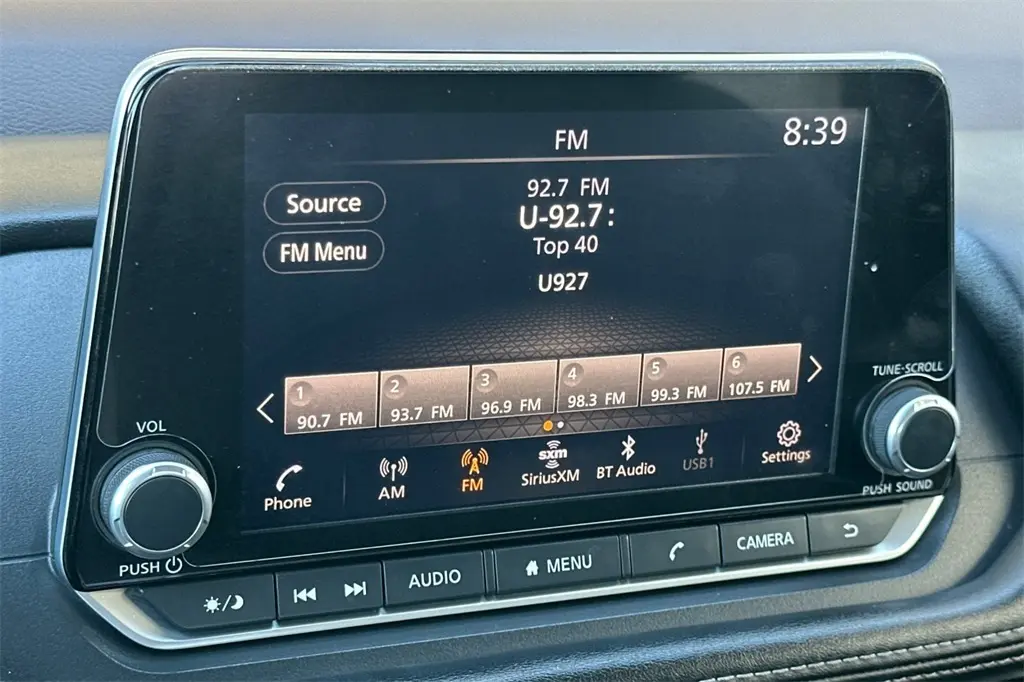 FM
8:39
Source
FM Menu
92.7 FM
U-92.7:
Top 40
U927
1
90.7 FM
2
93.7 FM
3
96.9 FM
4
98.3 FM
5
99.3 FM
6
107.5 FM
Phone
AM
FM
sxm
SiriusXM
BT Audio
USB1
Settings
VOL
PUSH
TUNE·SCROLL
PUSH SOUND
AUDIO
MENU
CAMERA